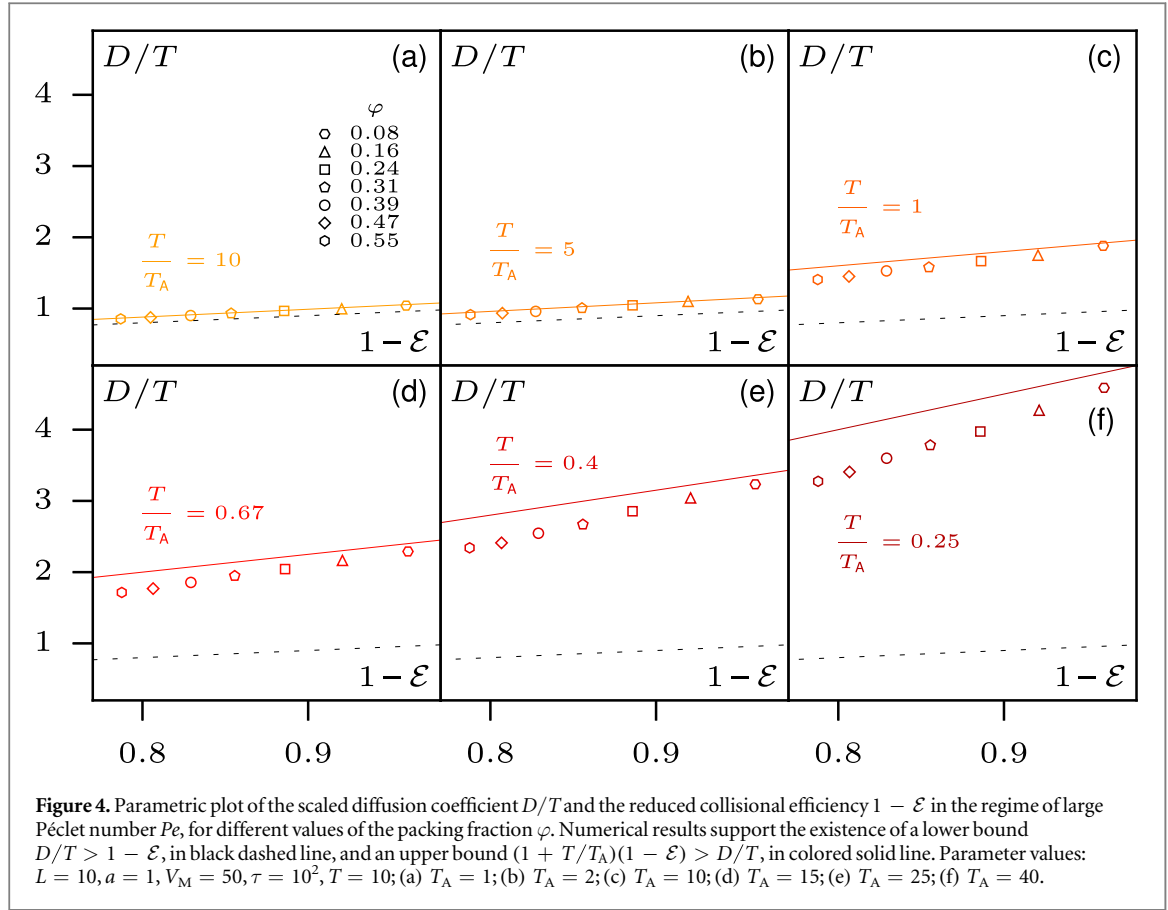 D/T (a)
D/T (b)
D/T (c)
4
3
2
1
φ
0.08
0.16
0.24
0.31
0.39
0.47
0.55
T/T_A = 10
T/T_A = 5
T/T_A = 1
1 − ℰ
1 − ℰ
1 − ℰ
D/T (d)
D/T (e)
D/T (f)
4
3
2
1
T/T_A = 0.67
T/T_A = 0.4
T/T_A = 0.25
1 − ℰ
1 − ℰ
1 − ℰ
0.8 0.9 0.8 0.9 0.8 0.9
Figure 4. Parametric plot of the scaled diffusion coefficient D/T and the reduced collisional efficiency 1 − ℰ in the regime of large
Péclet number Pe, for different values of the packing fraction φ. Numerical results support the existence of a lower bound
D/T > 1 − ℰ, in black dashed line, and an upper bound (1 + T/T_A)(1 − ℰ) > D/T, in colored solid line. Parameter values:
L = 10, a = 1, V_M = 50, τ = 10², T = 10; (a) T_A = 1; (b) T_A = 2; (c) T_A = 10; (d) T_A = 15; (e) T_A = 25; (f) T_A = 40.